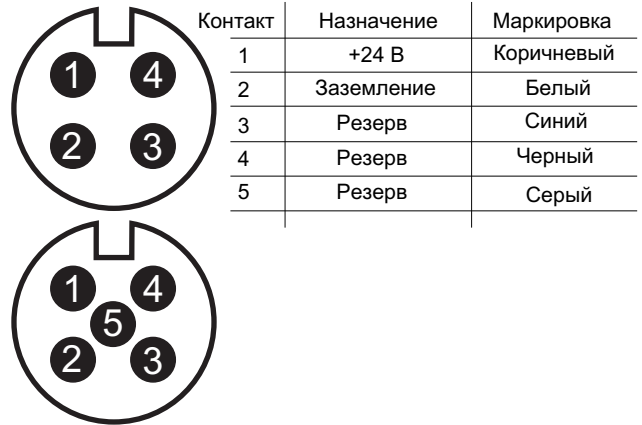 Контакт Назначение Маркировка
1 +24 В Коричневый
2 Заземление Белый
3 Резерв Синий
4 Резерв Черный
5 Резерв Серый
1 4
2 3
1 4
5
2 3